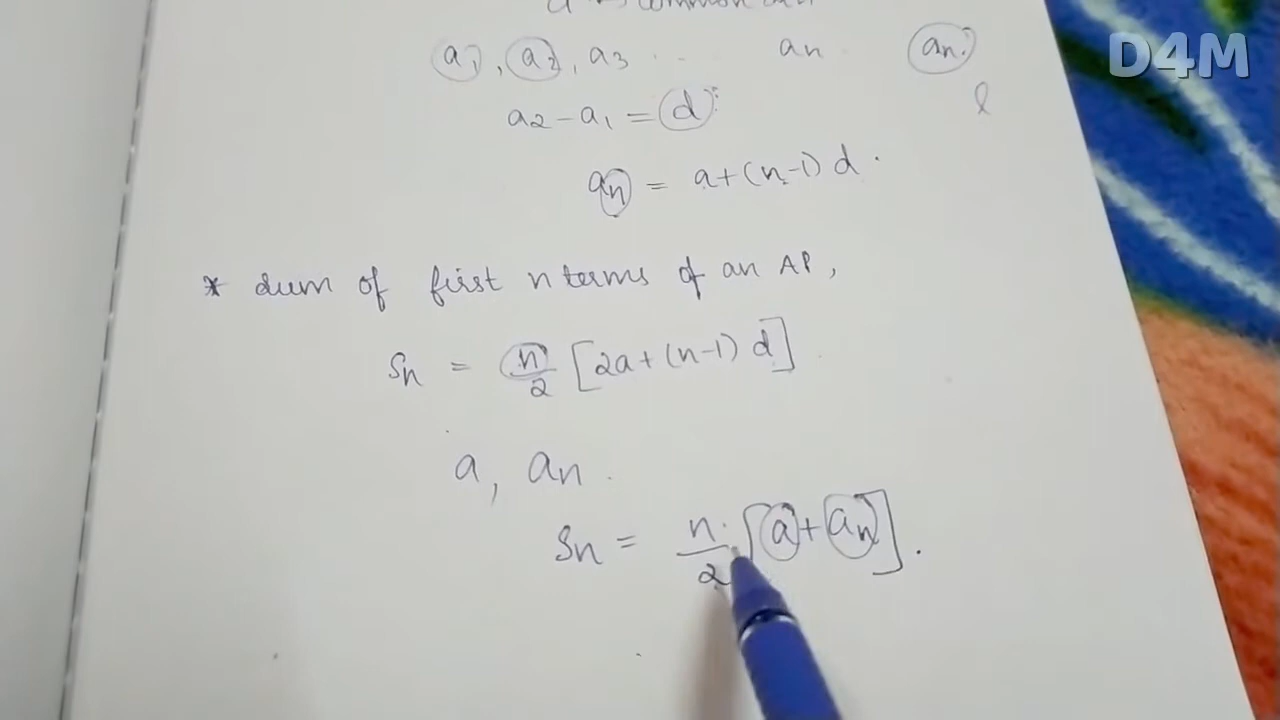 D4M
a1, a2, a3 .. an an.
l
a2 - a1 = d
an = a + (n-1) d.
* sum of first n terms of an AP,
Sn = n/2 [2a + (n-1) d]
a, an.
Sn = n/2 [a + an].